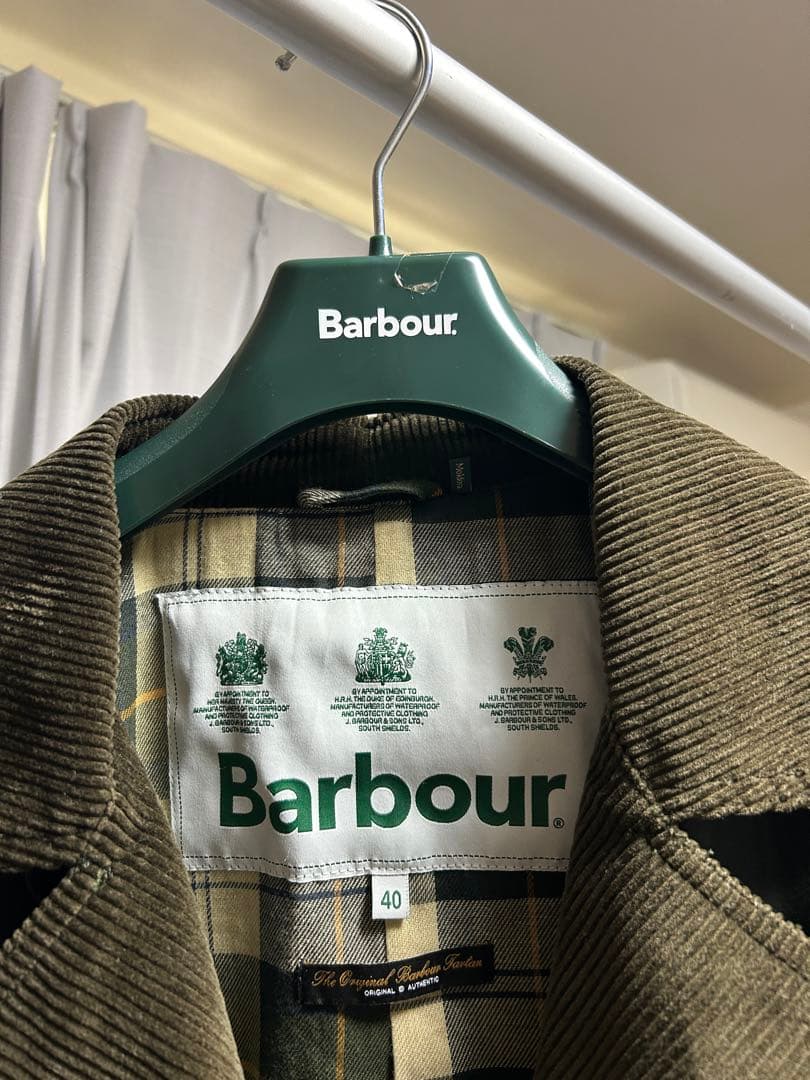 Barbour.
BY APPOINTMENT TO
HER MAJESTY THE QUEEN.
MANUFACTURERS OF WATERPROOF
AND PROTECTIVE CLOTHING
J. BARBOUR & SONS LTD.,
SOUTH SHIELDS.
BY APPOINTMENT TO
H.R.H. THE DUKE OF EDINBURGH.
MANUFACTURERS OF WATERPROOF
AND PROTECTIVE CLOTHING
J. BARBOUR & SONS LTD.
SOUTH SHIELDS.
BY APPOINTMENT TO
H.R.H. THE PRINCE OF WALES.
MANUFACTURERS OF WATERPROOF
AND PROTECTIVE CLOTHING
J. BARBOUR & SONS LTD.,
SOUTH SHIELDS.
Barbour®
40
The Original Barbour Tartan
ORIGINAL & AUTHENTIC